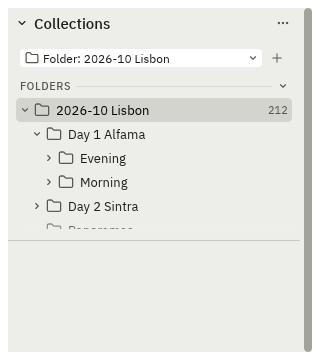 Collections
Folder: 2026-10 Lisbon
FOLDERS
2026-10 Lisbon 212
Day 1 Alfama
Evening
Morning
Day 2 Sintra